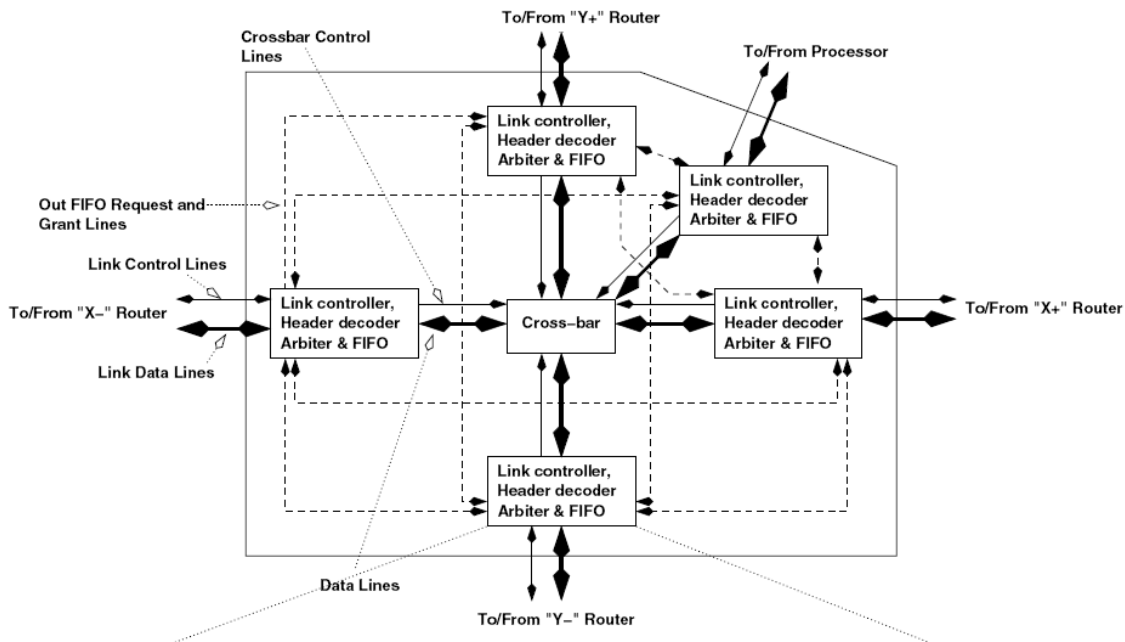 To/From "Y+" Router
Crossbar Control
Lines
To/From Processor
Link controller,
Header decoder
Arbiter & FIFO
Link controller,
Header decoder
Arbiter & FIFO
Out FIFO Request and
Grant Lines
Link Control Lines
To/From "X−" Router
Link Data Lines
Link controller,
Header decoder
Arbiter & FIFO
Cross−bar
Link controller,
Header decoder
Arbiter & FIFO
To/From "X+" Router
Link controller,
Header decoder
Arbiter & FIFO
Data Lines
To/From "Y−" Router